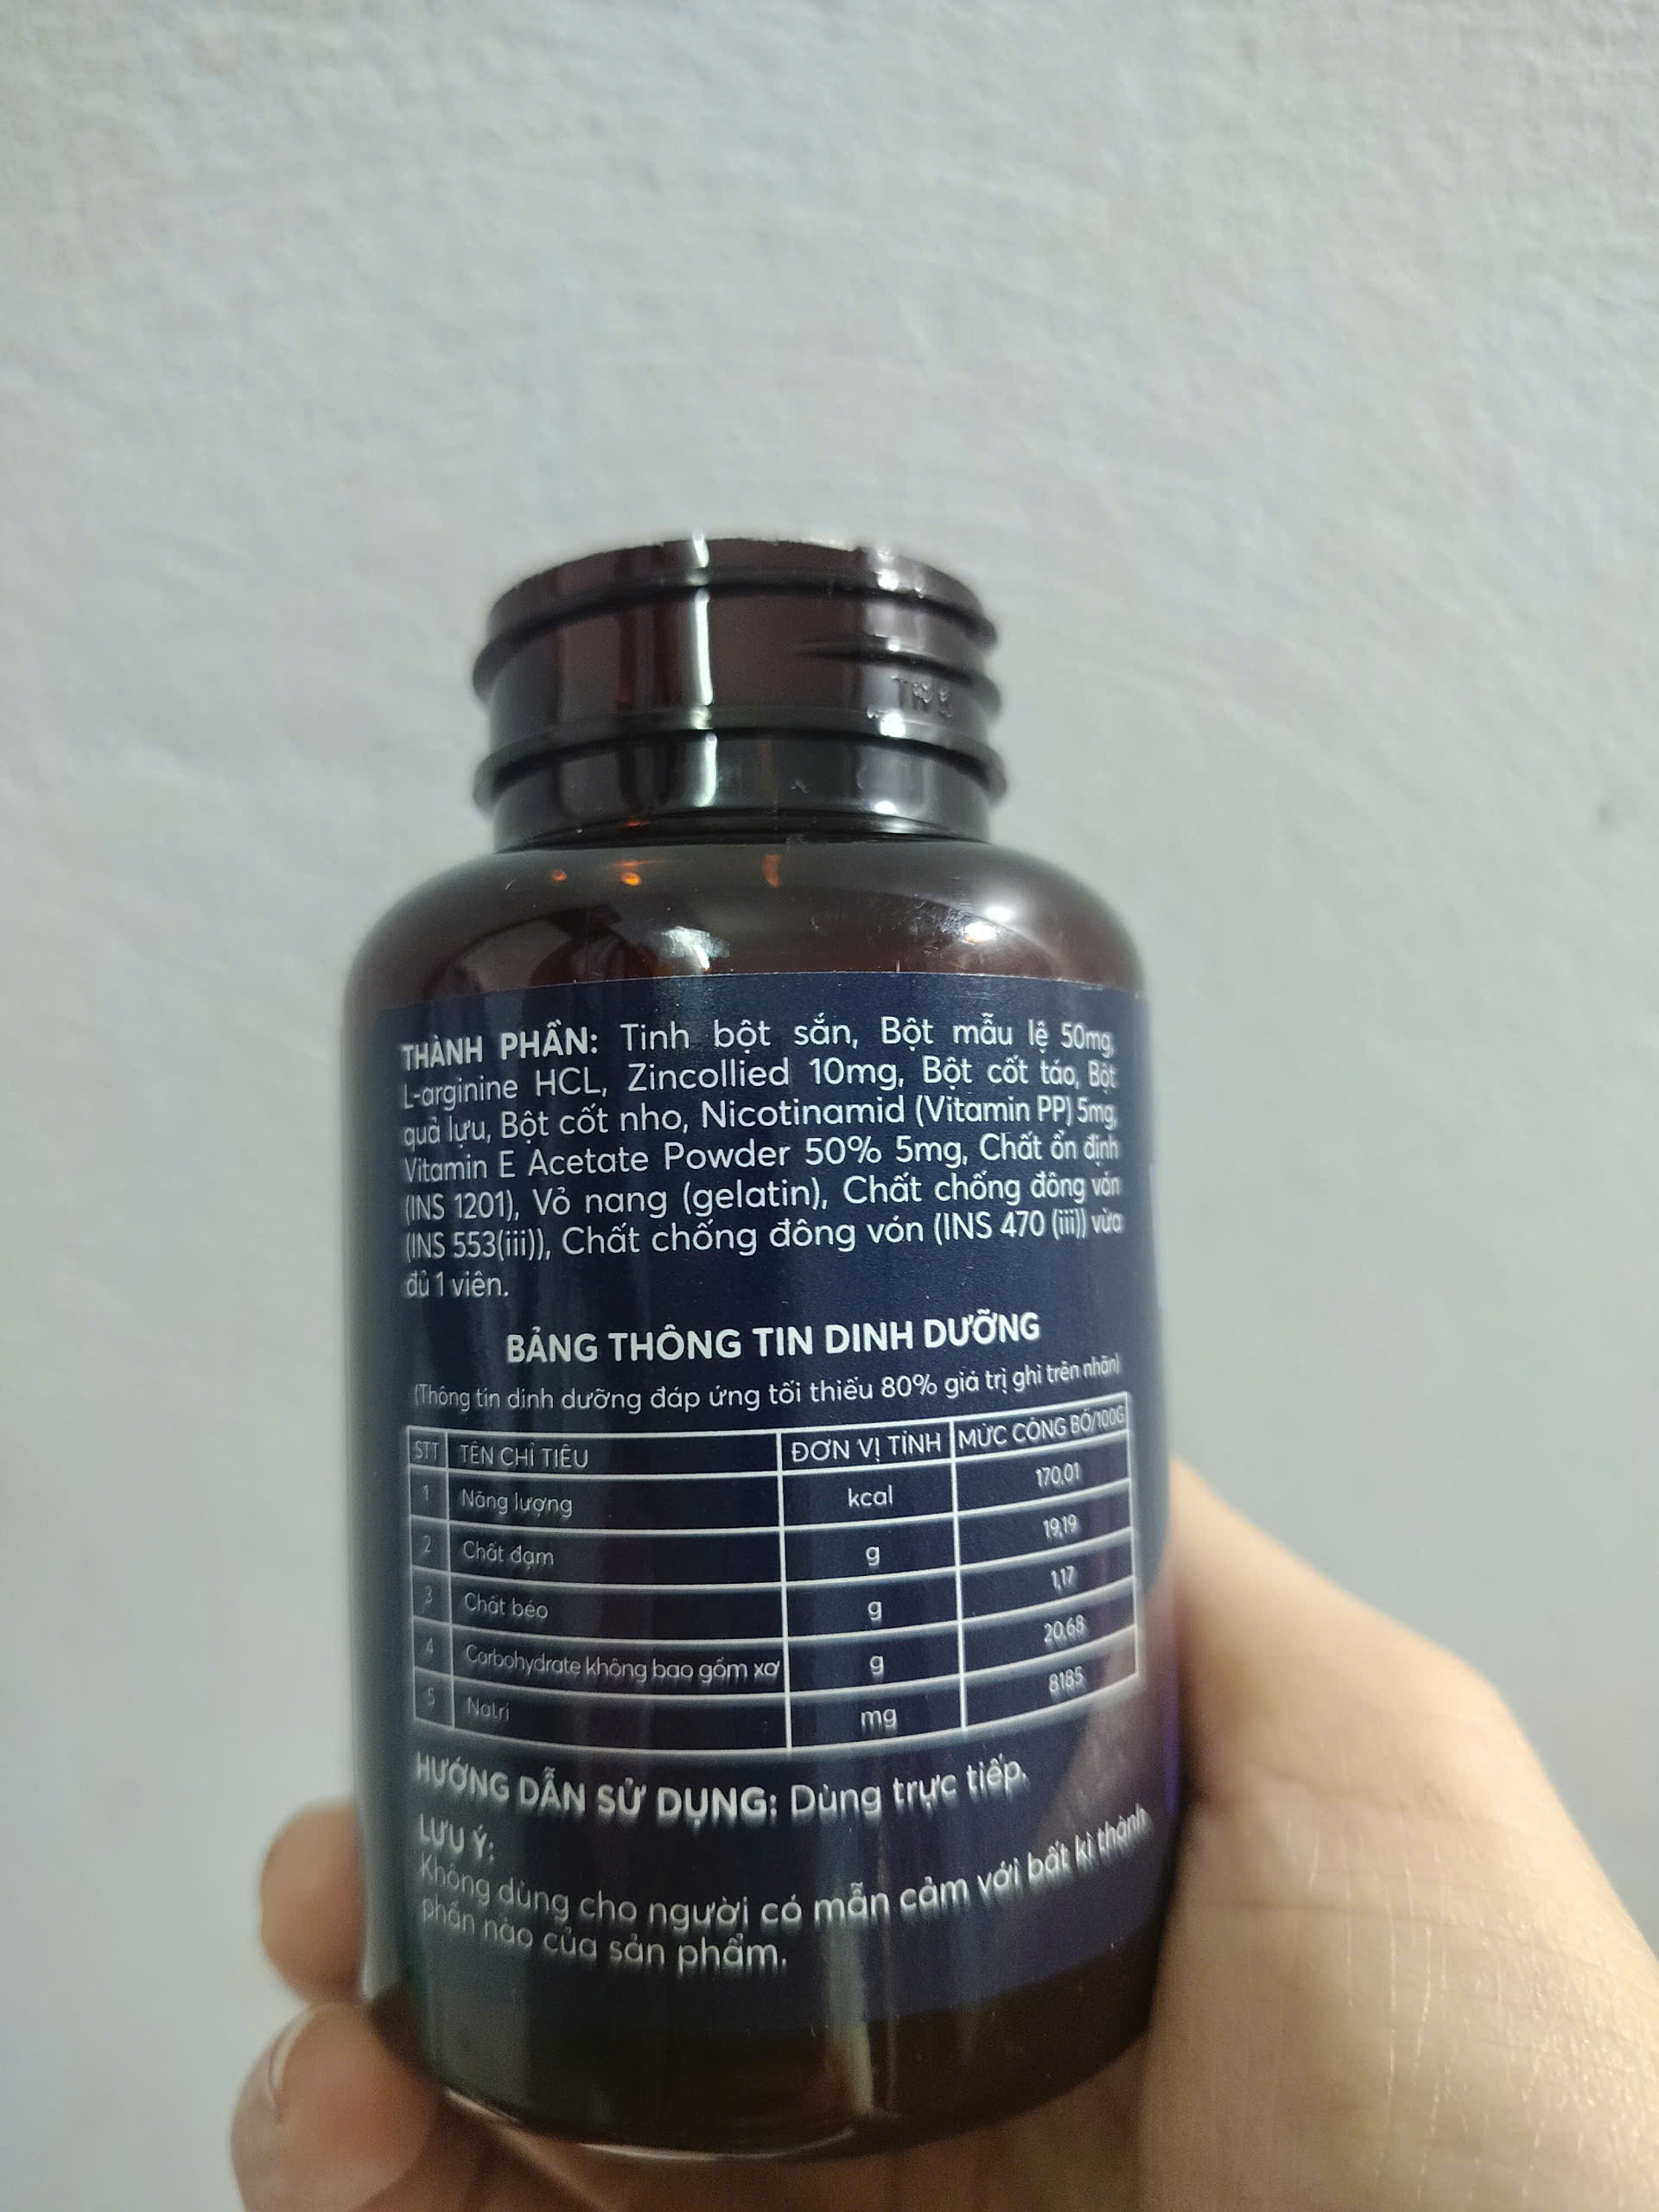 TR
THÀNH PHẦN: Tinh bột sắn, Bột mẫu lệ 50mg,
L-arginine HCL, Zincollied 10mg, Bột cốt táo, Bột
quả lựu, Bột cốt nho, Nicotinamid (Vitamin PP) 5mg,
Vitamin E Acetate Powder 50% 5mg, Chất ổn định
(INS 1201), Vỏ nang (gelatin), Chất chống đông vón
(INS 553(iii)), Chất chống đông vón (INS 470 (iii)) vừa
đủ 1 viên.
BẢNG THÔNG TIN DINH DƯỠNG
(Thông tin dinh dưỡng đáp ứng tối thiểu 80% giá trị ghi trên nhãn)
STT TÊN CHỈ TIÊU ĐƠN VỊ TÍNH MỨC CÔNG BỐ/100G
1 Năng lượng kcal 170,01
2 Chất đạm g 19,19
3 Chất béo g 1,17
4 Carbohydrate không bao gồm xơ g 20,68
5 Natri mg 8185
HƯỚNG DẪN SỬ DỤNG: Dùng trực tiếp.
LƯU Ý:
Không dùng cho người có mẫn cảm với bất kì thành
phần nào của sản phẩm.